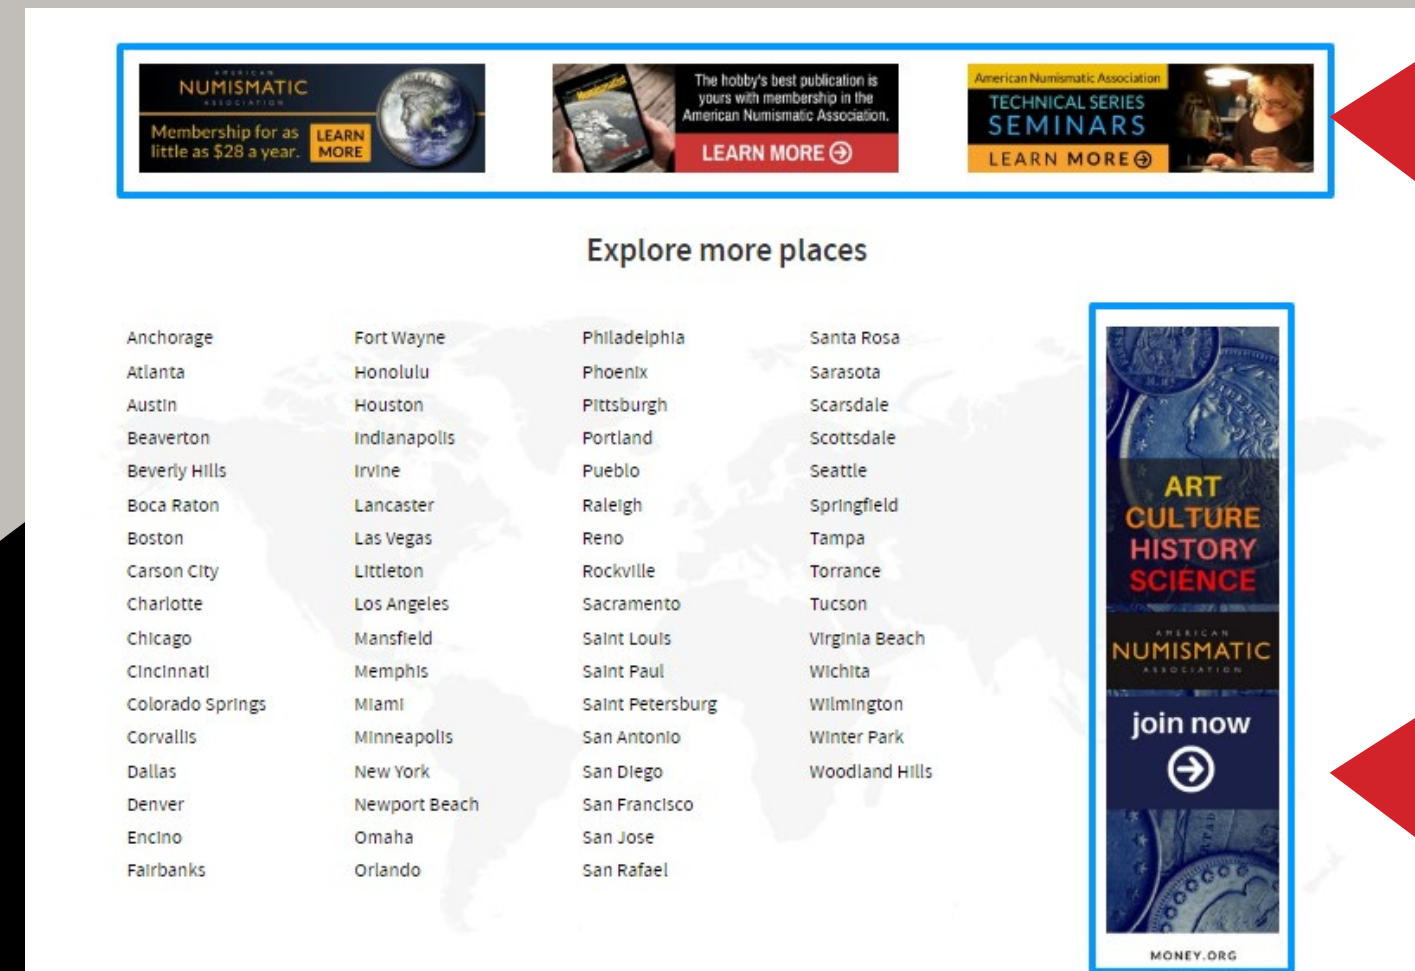 AMERICAN
NUMISMATIC
ASSOCIATION
Membership for as
little as $28 a year.
LEARN
MORE
Numismatist
The hobby's best publication is
yours with membership in the
American Numismatic Association.
LEARN MORE
American Numismatic Association
TECHNICAL SERIES
SEMINARS
LEARN MORE
Explore more places
Anchorage
Atlanta
Austin
Beaverton
Beverly Hills
Boca Raton
Boston
Carson City
Charlotte
Chicago
Cincinnati
Colorado Springs
Corvallis
Dallas
Denver
Encino
Fairbanks
Fort Wayne
Honolulu
Houston
Indianapolis
Irvine
Lancaster
Las Vegas
Littleton
Los Angeles
Mansfield
Memphis
Miami
Minneapolis
New York
Newport Beach
Omaha
Orlando
Philadelphia
Phoenix
Pittsburgh
Portland
Pueblo
Raleigh
Reno
Rockville
Sacramento
Saint Louis
Saint Paul
Saint Petersburg
San Antonio
San Diego
San Francisco
San Jose
San Rafael
Santa Rosa
Sarasota
Scarsdale
Scottsdale
Seattle
Springfield
Tampa
Torrance
Tucson
Virginia Beach
Wichita
Wilmington
Winter Park
Woodland Hills
ART
CULTURE
HISTORY
SCIENCE
AMERICAN
NUMISMATIC
ASSOCIATION
join now
MONEY.ORG